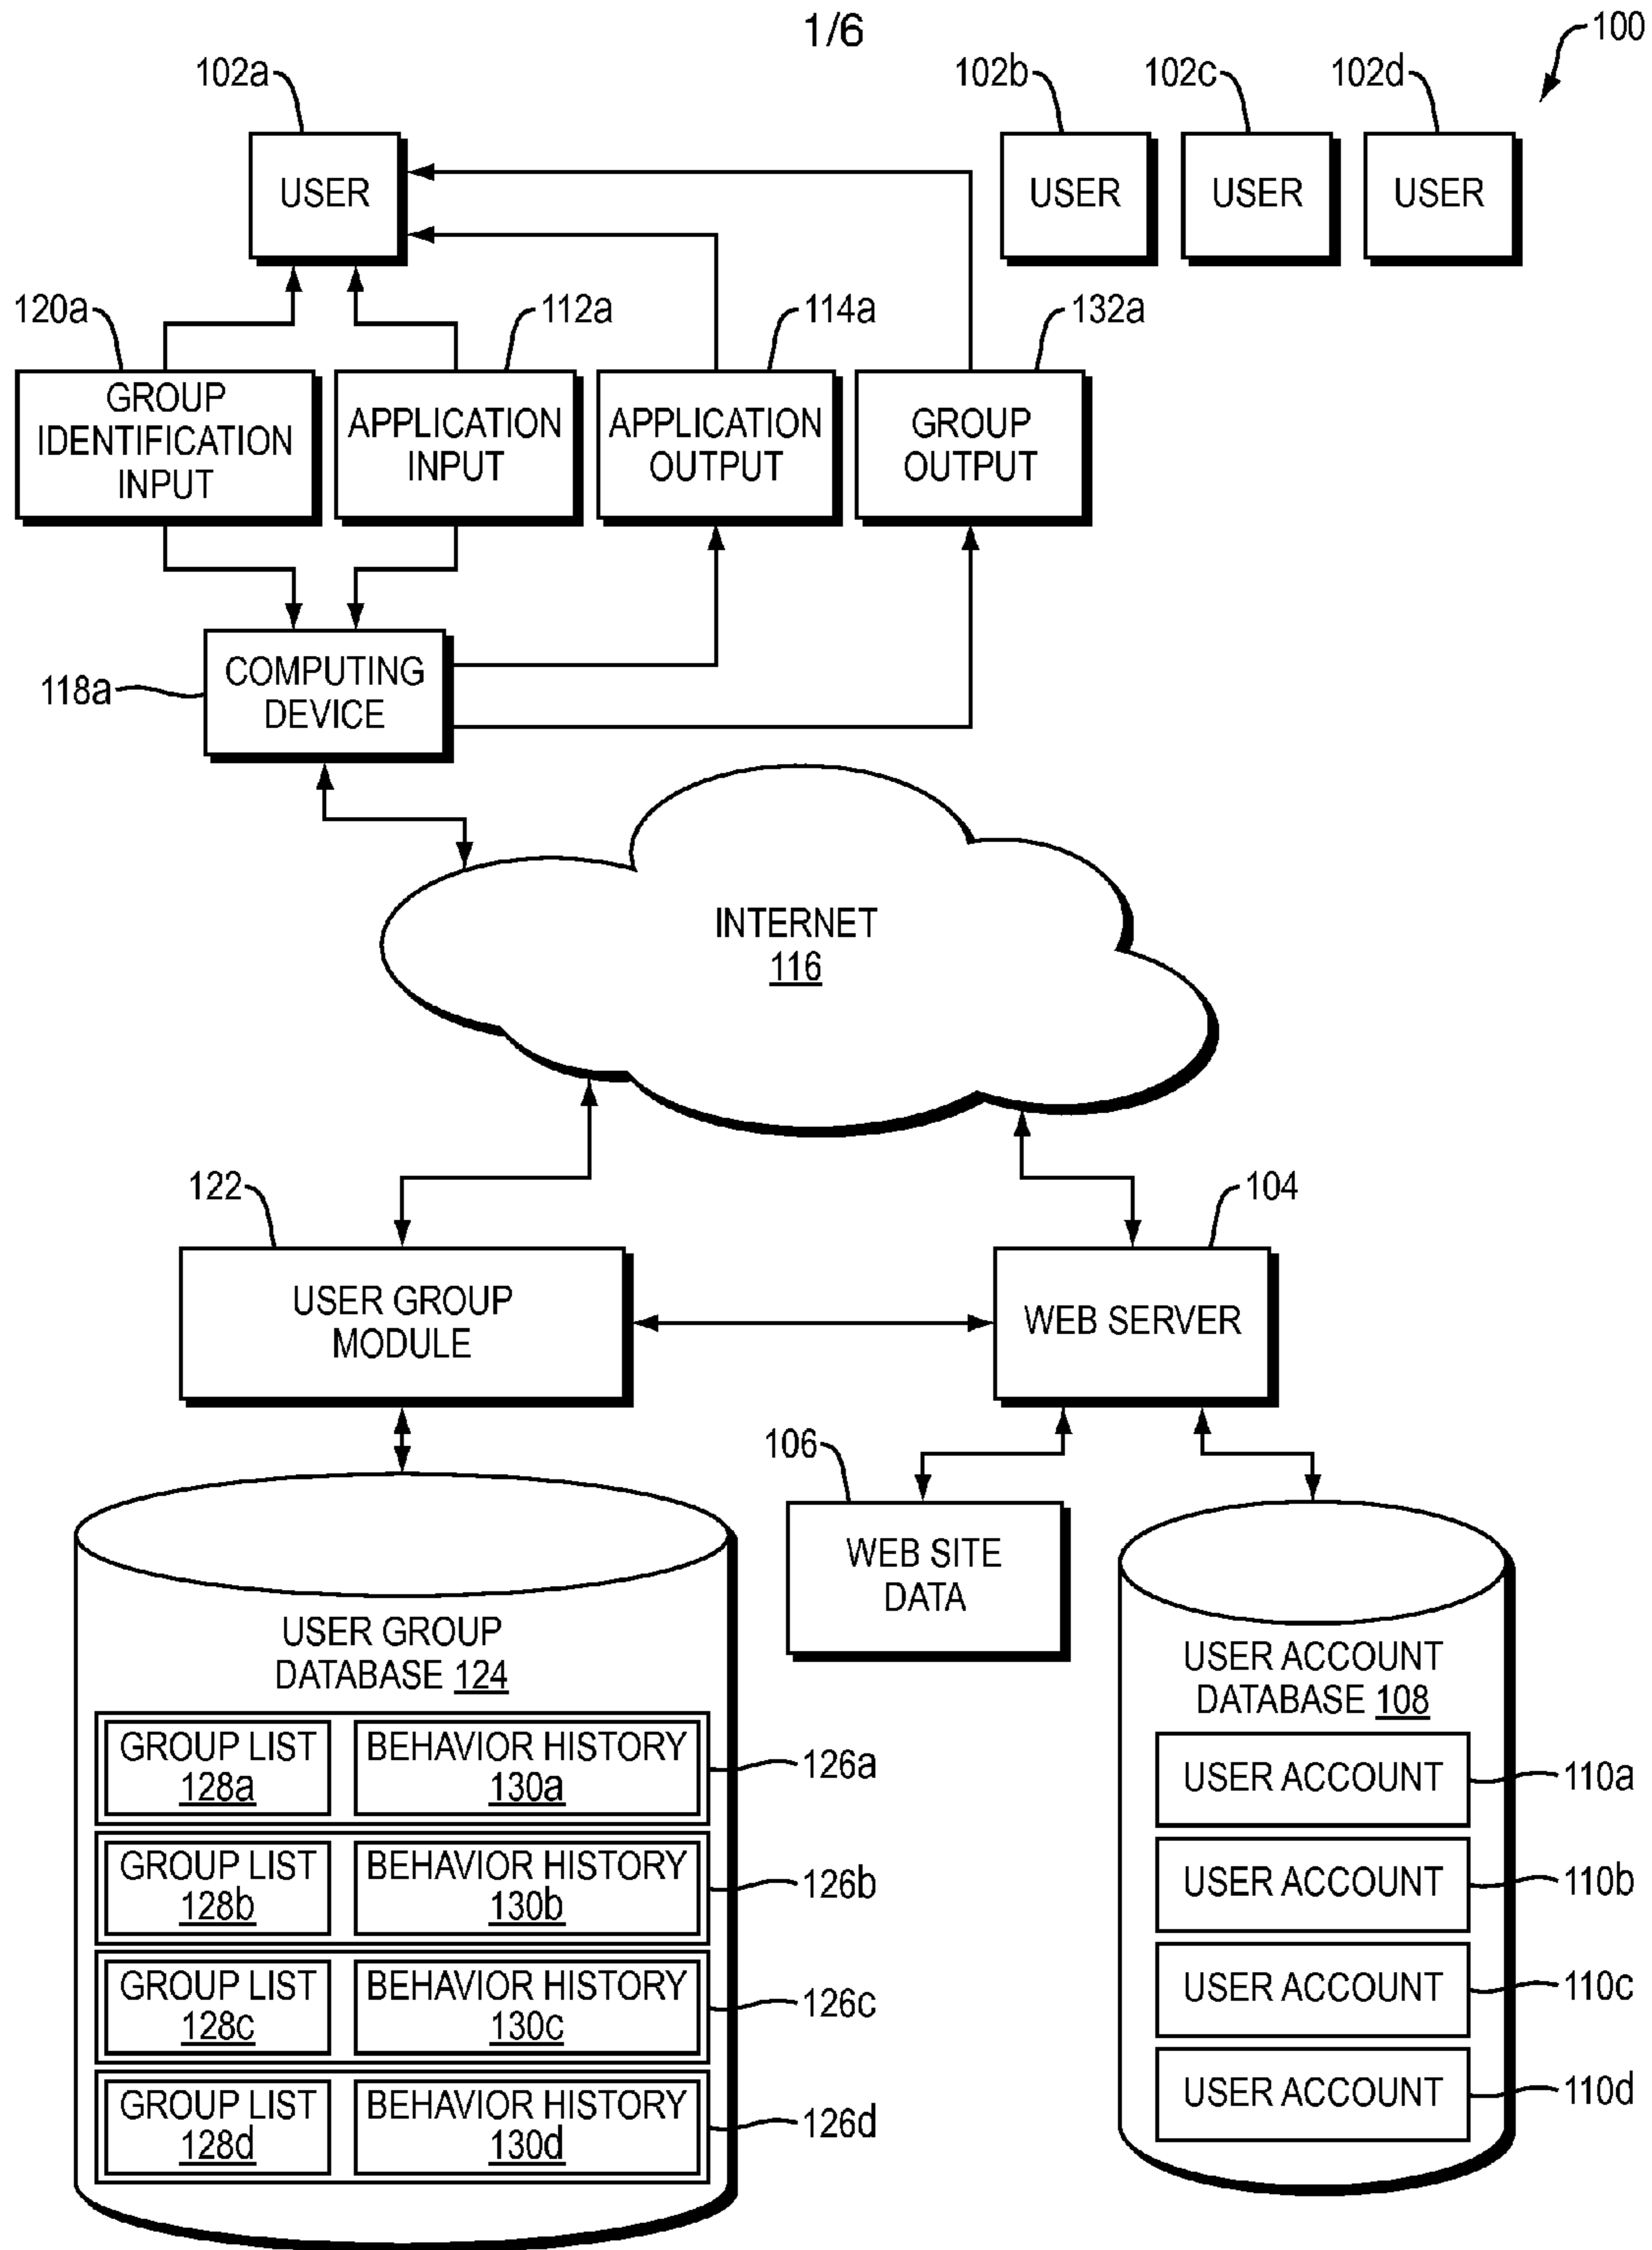 1/6
100
102a
102b
102c
102d
USER
USER
USER
USER
120a
112a
114a
132a
GROUP
IDENTIFICATION
INPUT
APPLICATION
INPUT
APPLICATION
OUTPUT
GROUP
OUTPUT
118a
COMPUTING
DEVICE
INTERNET
116
122
104
USER GROUP
MODULE
WEB SERVER
106
WEB SITE
DATA
USER GROUP
DATABASE 124
USER ACCOUNT
DATABASE 108
GROUP LIST
128a
BEHAVIOR HISTORY
130a
126a
GROUP LIST
128b
BEHAVIOR HISTORY
130b
126b
GROUP LIST
128c
BEHAVIOR HISTORY
130c
126c
GROUP LIST
128d
BEHAVIOR HISTORY
130d
126d
USER ACCOUNT
110a
USER ACCOUNT
110b
USER ACCOUNT
110c
USER ACCOUNT
110d